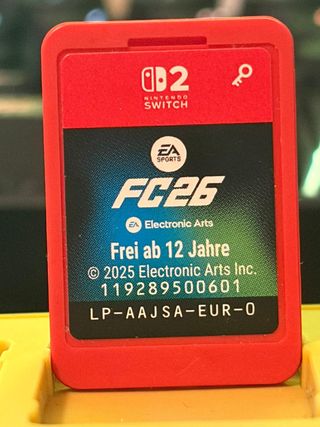 2
NINTENDO
SWITCH
EA
SPORTS
FC26
EA Electronic Arts
Frei ab 12 Jahre
© 2025 Electronic Arts Inc.
119289500601
LP-AAJSA-EUR-0